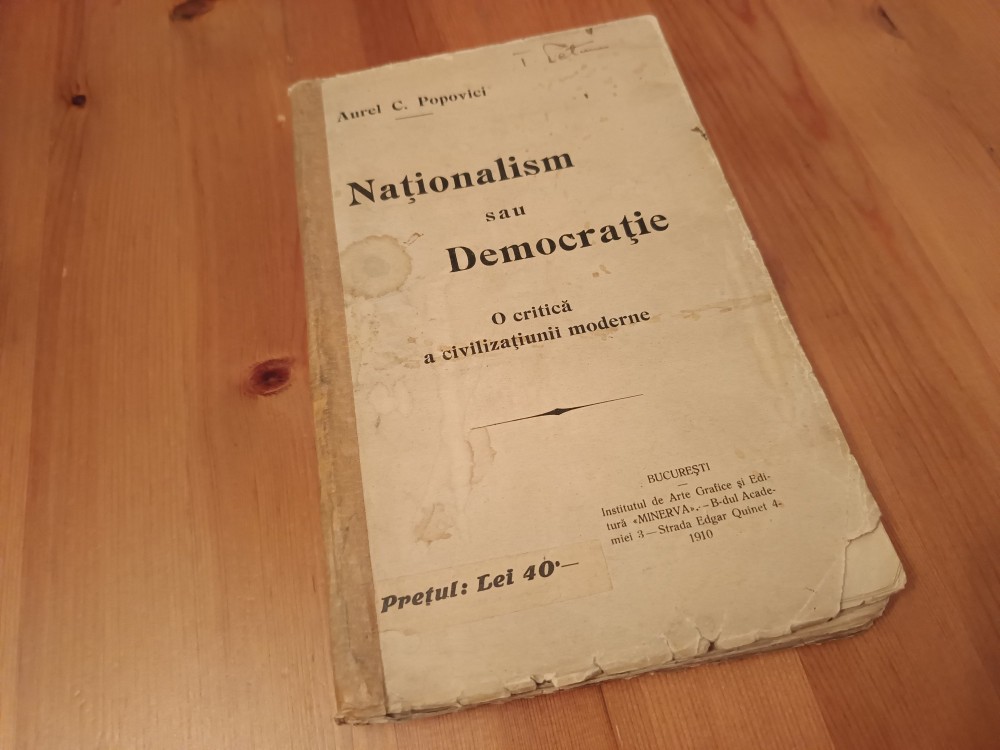 Aurel C. Popovici
Naţionalism
sau
Democraţie
O critică
a civilizaţiunii moderne
BUCUREŞTI
Institutul de Arte Grafice şi Edi-
tură «MINERVA».—B-dul Acade-
miei 3—Strada Edgar Quinet 4.
1910
Preţul: Lei 40·—